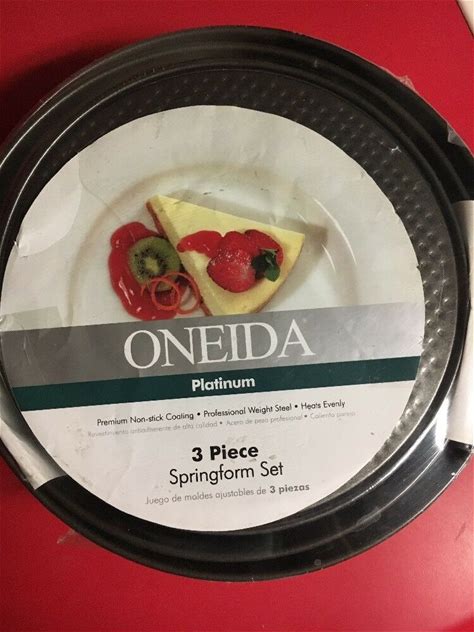 ONEIDA®
Platinum
Premium Non-stick Coating • Professional Weight Steel • Heats Evenly
Revestimiento antiadherente de alta calidad • Acero de peso profesional • Calienta parejo
3 Piece
Springform Set
Juego de moldes ajustables de 3 piezas